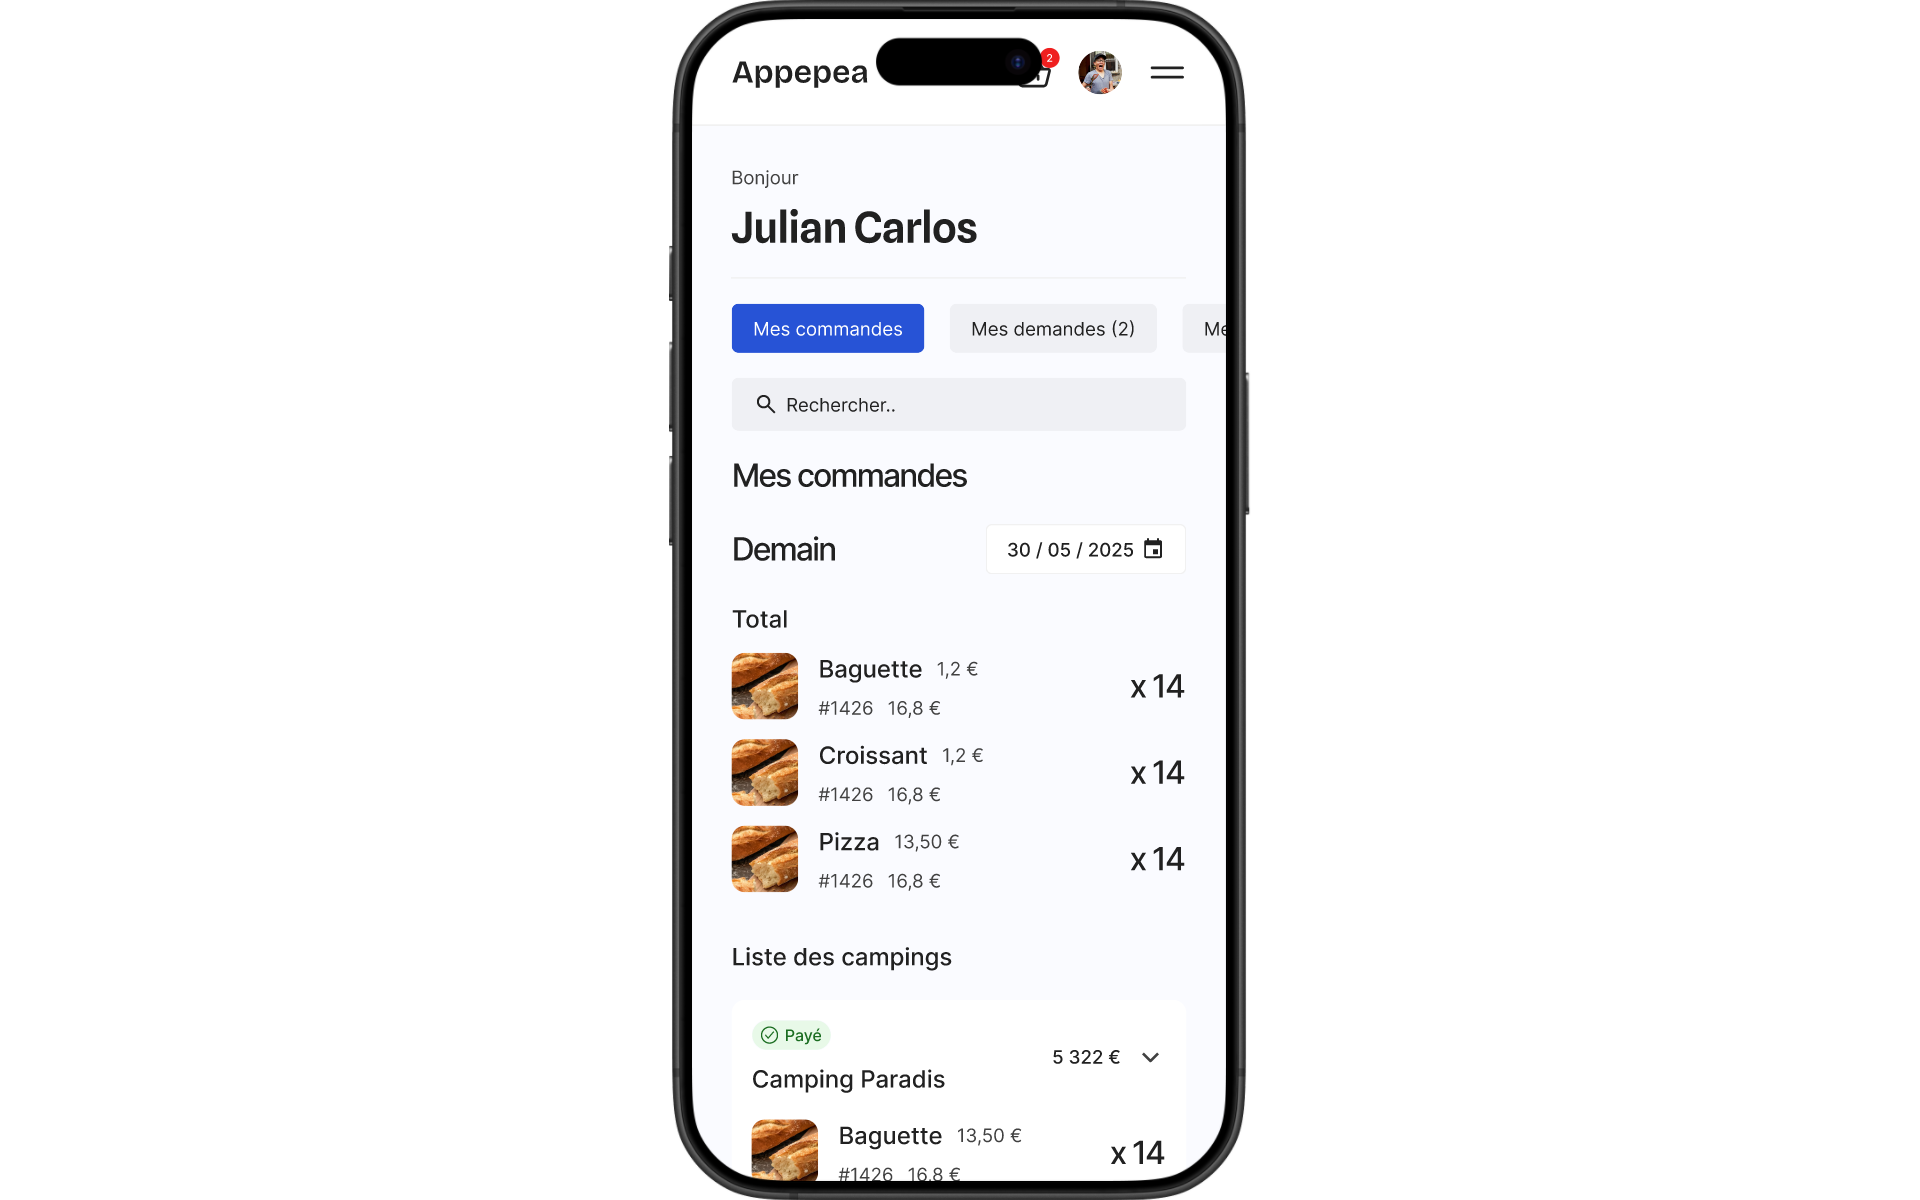 Appepea
2
Bonjour
Julian Carlos
Mes commandes
Mes demandes (2)
Me
Rechercher..
Mes commandes
Demain
30 / 05 / 2025
Total
Baguette 1,2 €
#1426 16,8 €
x 14
Croissant 1,2 €
#1426 16,8 €
x 14
Pizza 13,50 €
#1426 16,8 €
x 14
Liste des campings
Payé
5 322 €
Camping Paradis
Baguette 13,50 €
#1426 16,8 €
x 14